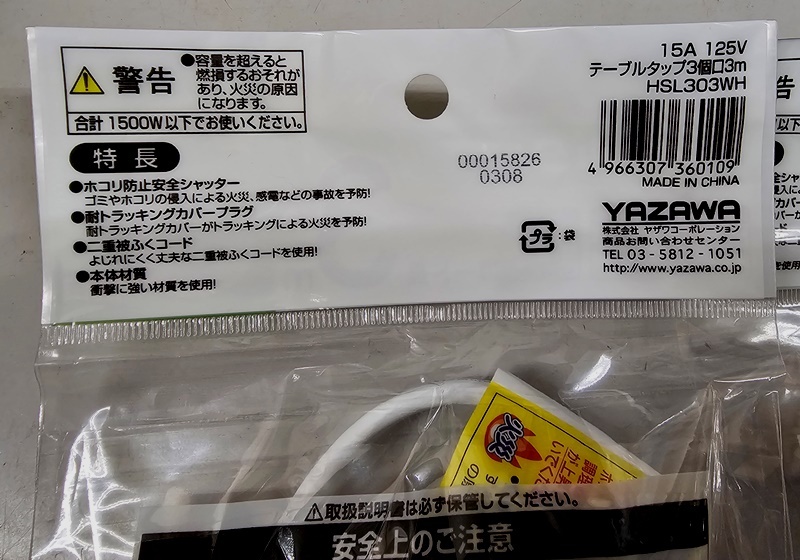 警告
●容量を超えると
燃損するおそれが
あり、火災の原因
になります。
合計 1500W以下でお使いください。
特長
●ホコリ防止安全シャッター
ゴミやホコリの侵入による火災、感電などの事故を予防!
●耐トラッキングカバープラグ
耐トラッキングカバーがトラッキングによる火災を予防!
●二重被ふくコード
よじれにくく丈夫な二重被ふくコードを使用!
●本体材質
衝撃に強い材質を使用!
00015826
0308
プラ :袋
15A 125V
テーブルタップ3個口3m
HSL303WH
4 966307 360109
MADE IN CHINA
YAZAWA
株式会社 ヤザワコーポレーション
商品お問い合わせセンター
TEL 03-5812-1051
http://www.yazawa.co.jp
火災
⚠取扱説明書は必ず保管してください。
安全上のご注意